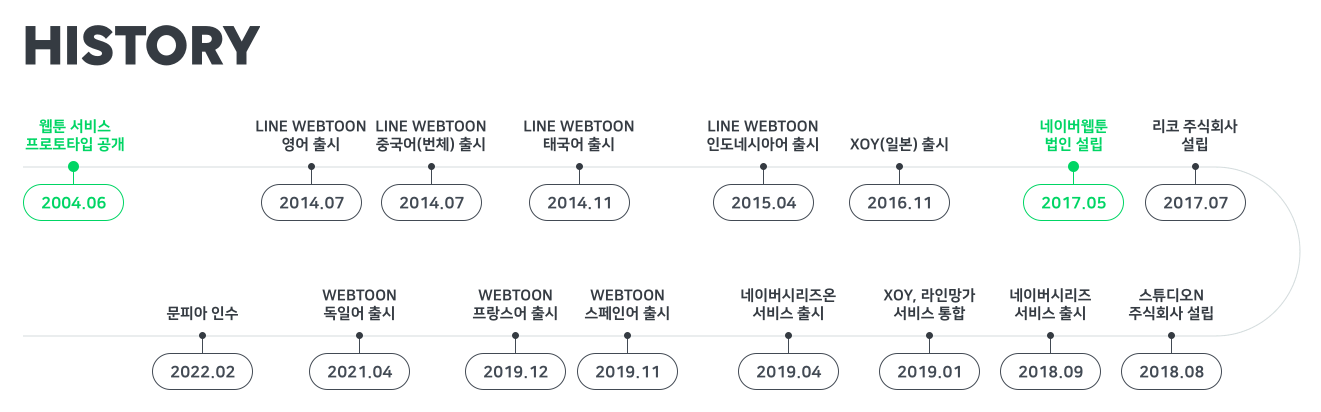 HISTORY
웹툰 서비스
프로토타입 공개
2004.06
LINE WEBTOON
영어 출시
2014.07
LINE WEBTOON
중국어(번체) 출시
2014.07
LINE WEBTOON
태국어 출시
2014.11
LINE WEBTOON
인도네시아어 출시
2015.04
XOY(일본) 출시
2016.11
네이버웹툰
법인 설립
2017.05
리코 주식회사
설립
2017.07
스튜디오N
주식회사 설립
2018.08
네이버시리즈
서비스 출시
2018.09
XOY, 라인망가
서비스 통합
2019.01
네이버시리즈온
서비스 출시
2019.04
WEBTOON
스페인어 출시
2019.11
WEBTOON
프랑스어 출시
2019.12
WEBTOON
독일어 출시
2021.04
문피아 인수
2022.02